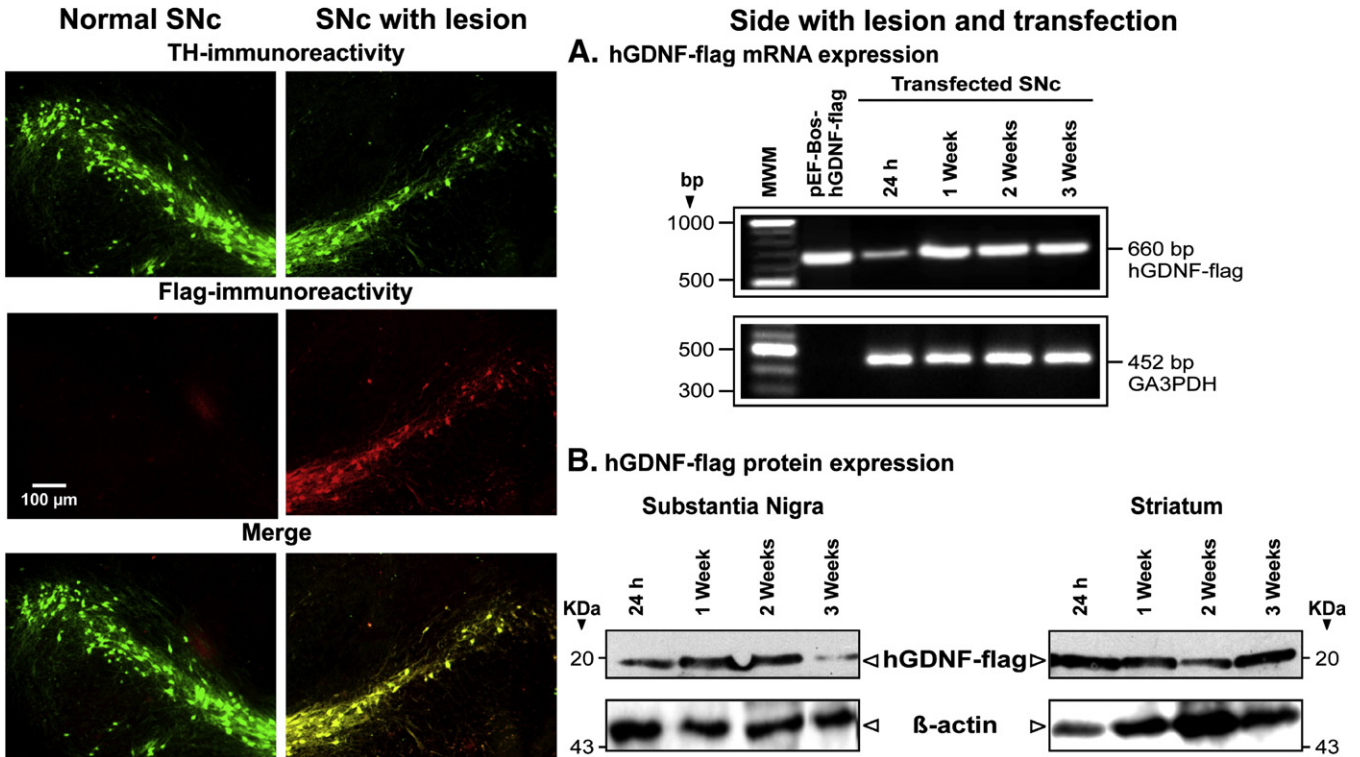 Normal SNc
SNc with lesion
TH-immunoreactivity
Flag-immunoreactivity
100 µm
Merge
Side with lesion and transfection
A. hGDNF-flag mRNA expression
Transfected SNc
bp
MWM
pEF-Bos-
hGDNF-flag
24 h
1 Week
2 Weeks
3 Weeks
1000
500
660 bp
hGDNF-flag
500
300
452 bp
GA3PDH
B. hGDNF-flag protein expression
Substantia Nigra
Striatum
KDa
24 h
1 Week
2 Weeks
3 Weeks
24 h
1 Week
2 Weeks
3 Weeks
KDa
20
hGDNF-flag
20
ß-actin
43
43